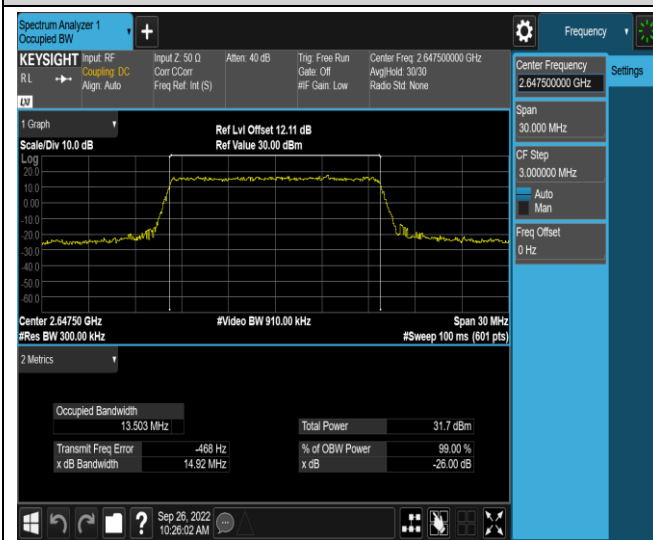 Spectrum Analyzer 1
Occupied BW
+
Frequency
KEYSIGHT
Input: RF
Coupling: DC
Align: Auto
Input Z: 50 Ω
Corr CCorr
Freq Ref: Int (S)
Atten: 40 dB
Trig: Free Run
Gate: Off
#IF Gain: Low
Center Freq: 2.647500000 GHz
Avg|Hold: 30/30
Radio Std: None
RL
LXI
Center Frequency
2.647500000 GHz
Settings
Span
30.000 MHz
CF Step
3.000000 MHz
Auto
Man
Freq Offset
0 Hz
1 Graph
Scale/Div 10.0 dB
Ref Lvl Offset 12.11 dB
Ref Value 30.00 dBm
Log
20.0
10.0
0.00
-10.0
-20.0
-30.0
-40.0
-50.0
-60.0
Center 2.64750 GHz
#Video BW 910.00 kHz
Span 30 MHz
#Res BW 300.00 kHz
#Sweep 100 ms (601 pts)
2 Metrics
Occupied Bandwidth
13.503 MHz
Total Power 31.7 dBm
Transmit Freq Error -468 Hz
% of OBW Power 99.00 %
x dB Bandwidth 14.92 MHz
x dB -26.00 dB
?
Sep 26, 2022
10:26:02 AM